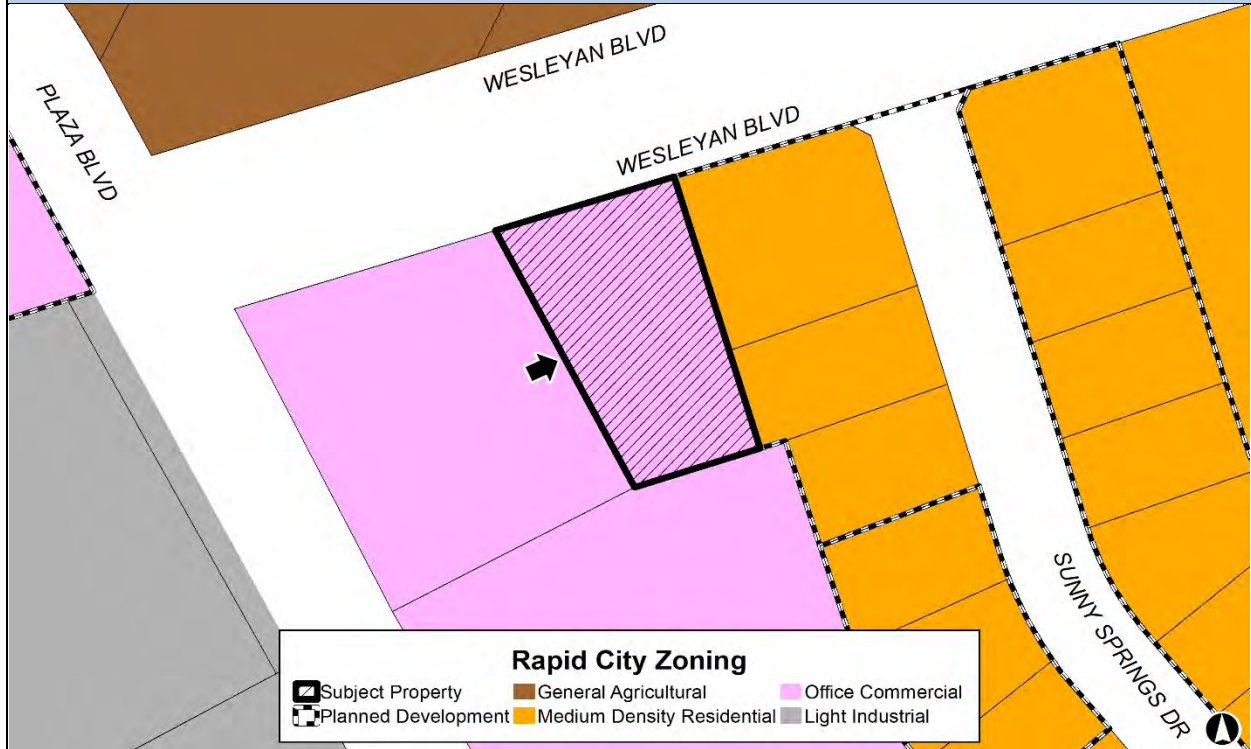 WESLEYAN BLVD
PLAZA BLVD
WESLEYAN BLVD
SUNNY SPRINGS DR
Rapid City Zoning
Subject Property General Agricultural Office Commercial
Planned Development Medium Density Residential Light Industrial